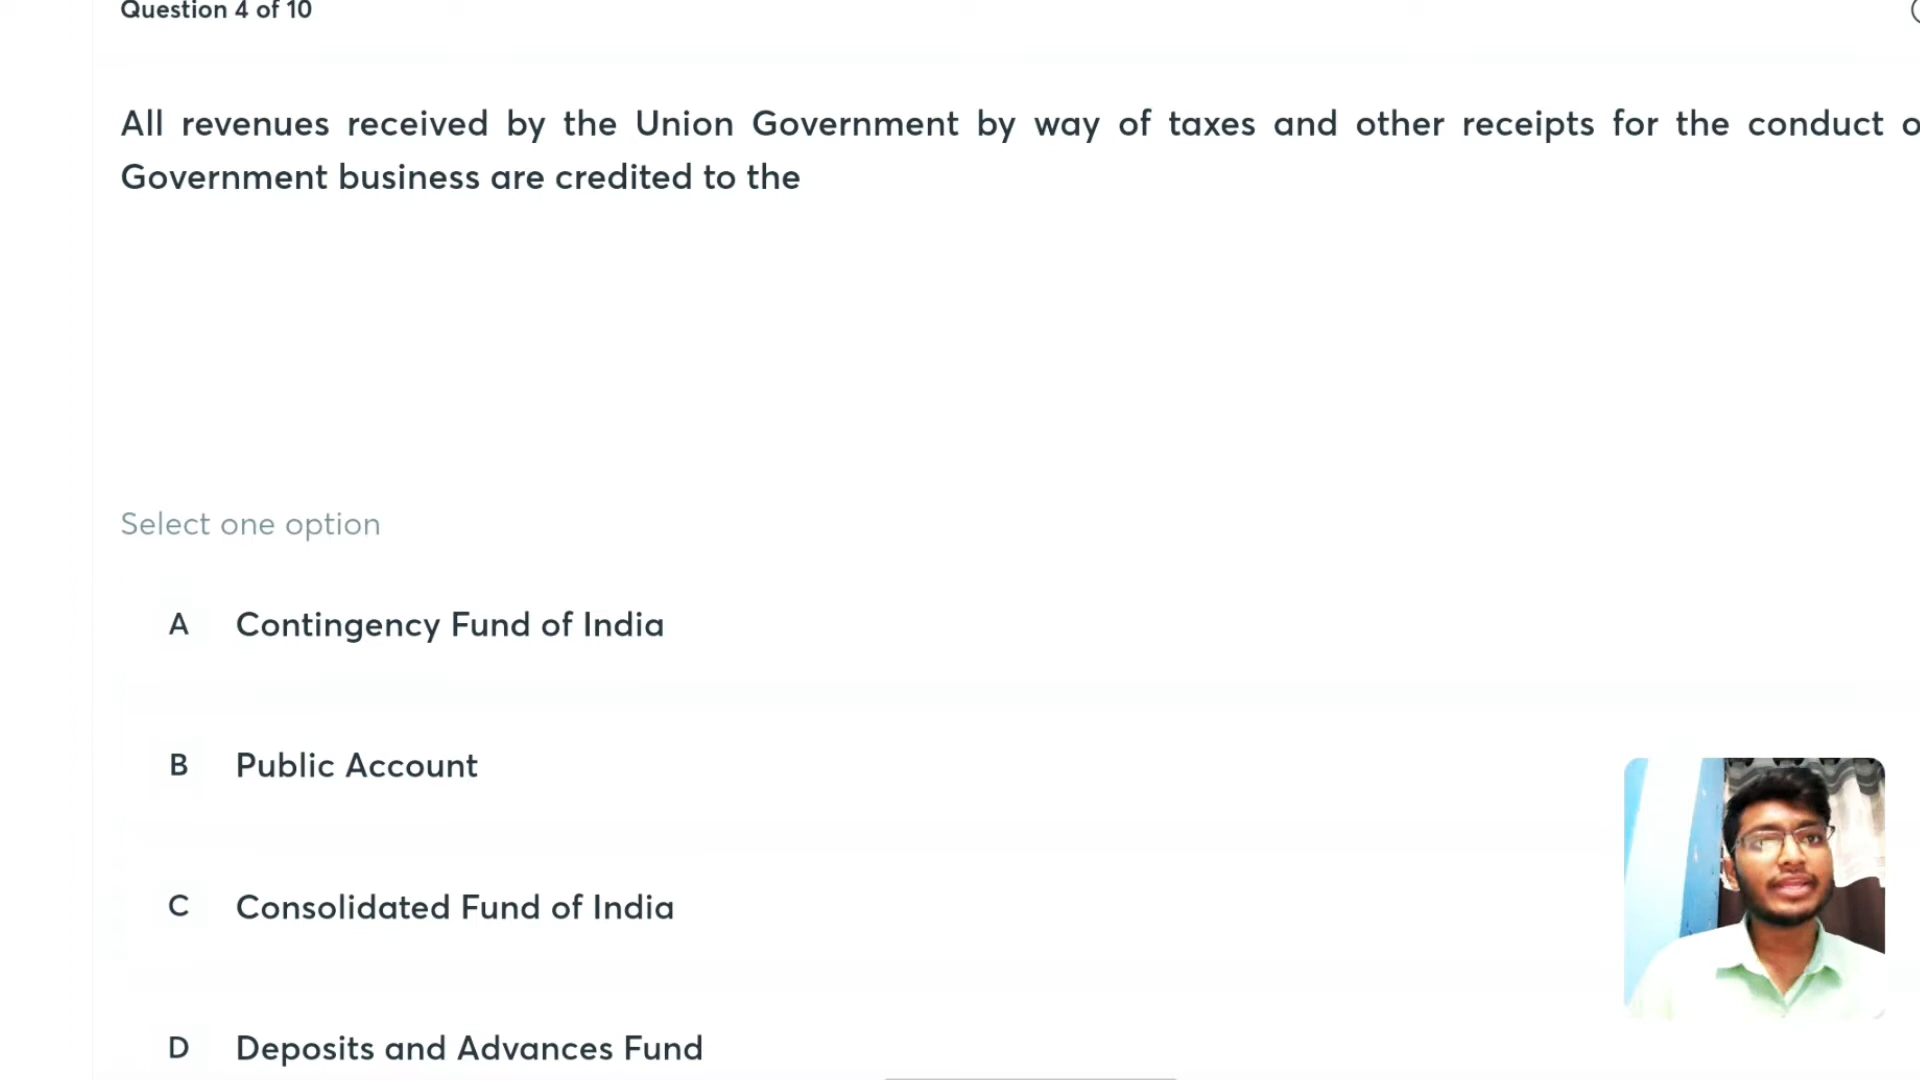 Question 4 of 10
All revenues received by the Union Government by way of taxes and other receipts for the conduct o
Government business are credited to the
Select one option
A Contingency Fund of India
B Public Account
C Consolidated Fund of India
D Deposits and Advances Fund